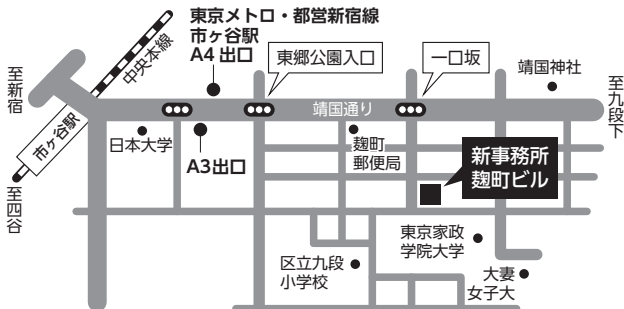 東京メトロ・都営新宿線
市ヶ谷駅
A4 出口
中央本線
東郷公園入口
一口坂
靖国神社
至新宿
至九段下
靖国通り
市ヶ谷駅
日本大学
A3出口
麹町
郵便局
新事務所
麹町ビル
至四谷
区立九段
小学校
東京家政
学院大学
大妻
女子大